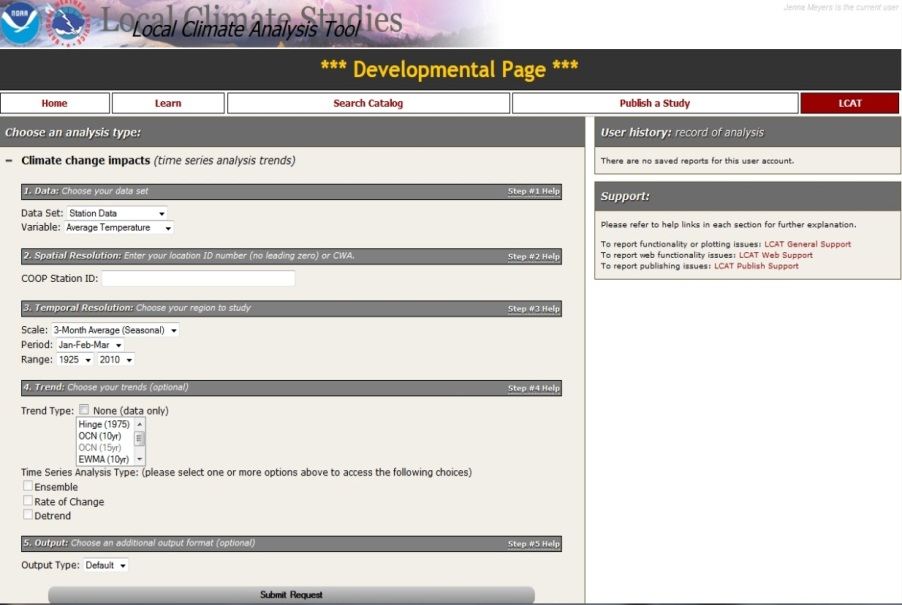 Jenna Meyers is the current user
NOAA
Local Climate Studies
Local Climate Analysis Tool
*** Developmental Page ***
Home Learn Search Catalog Publish a Study LCAT
Choose an analysis type:
− Climate change impacts (time series analysis trends)
1. Data: Choose your data set Step #1 Help
Data Set: Station Data
Variable: Average Temperature
2. Spatial Resolution: Enter your location ID number (no leading zero) or CWA. Step #2 Help
COOP Station ID:
3. Temporal Resolution: Choose your region to study Step #3 Help
Scale: 3-Month Average (Seasonal)
Period: Jan-Feb-Mar
Range: 1925 2010
4. Trend: Choose your trends (optional) Step #4 Help
Trend Type: None (data only)
Hinge (1975)
OCN (10yr)
OCN (15yr)
EWMA (10yr)
Time Series Analysis Type: (please select one or more options above to access the following choices)
Ensemble
Rate of Change
Detrend
5. Output: Choose an additional output format (optional) Step #5 Help
Output Type: Default
Submit Request
User history: record of analysis
There are no saved reports for this user account.
Support:
Please refer to help links in each section for further explanation.
To report functionality or plotting issues: LCAT General Support
To report web functionality issues: LCAT Web Support
To report publishing issues: LCAT Publish Support